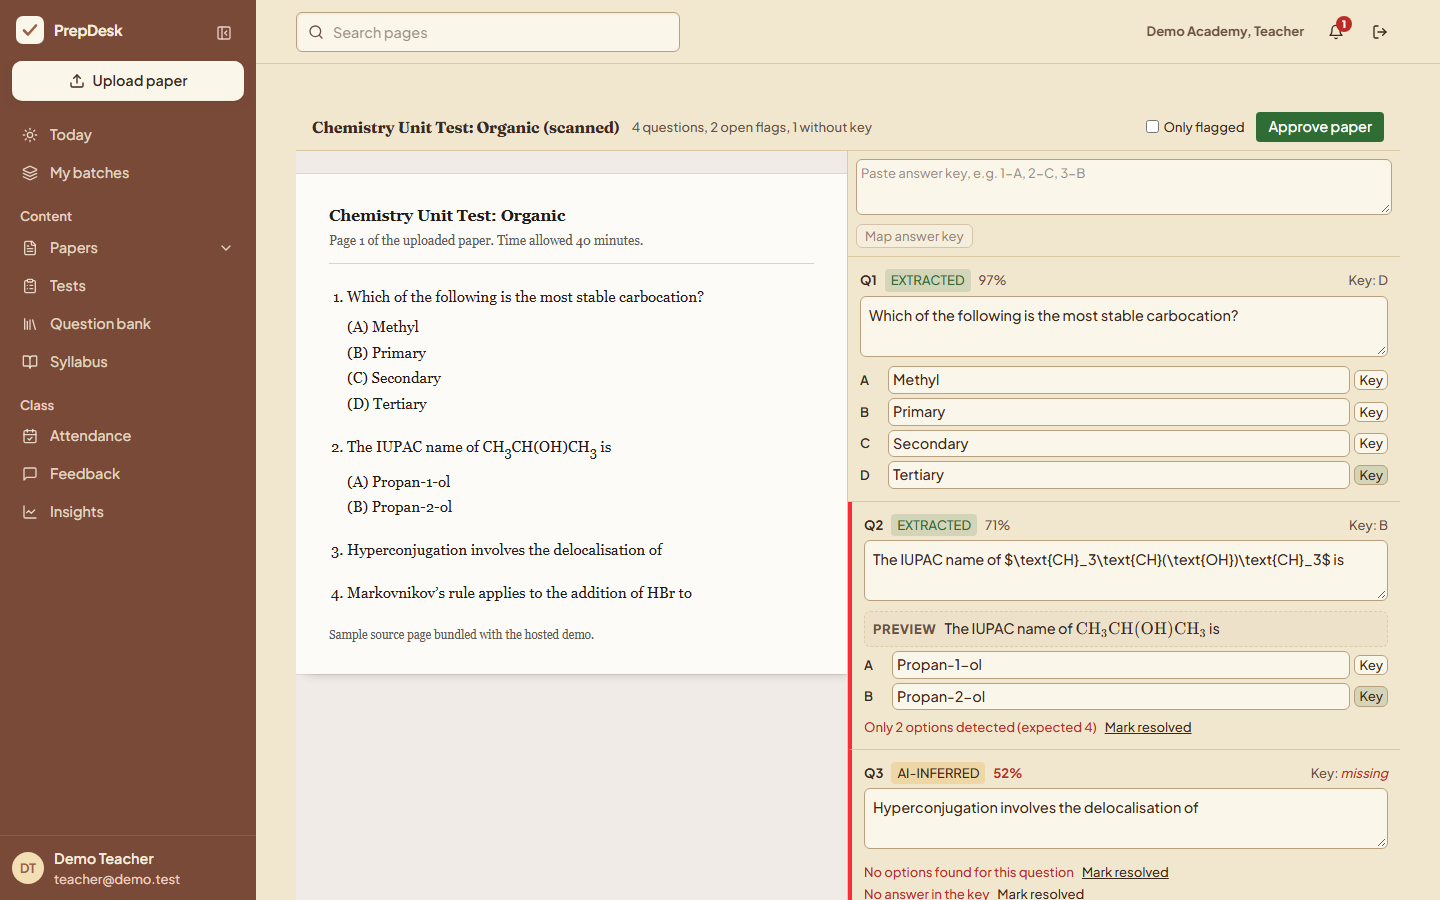 PrepDesk
Upload paper
Today
My batches
Content
Papers
Tests
Question bank
Syllabus
Class
Attendance
Feedback
Insights
DT
Demo Teacher
teacher@demo.test
Search pages
Demo Academy, Teacher
1
Chemistry Unit Test: Organic (scanned)
4 questions, 2 open flags, 1 without key
Only flagged
Approve paper
Chemistry Unit Test: Organic
Page 1 of the uploaded paper. Time allowed 40 minutes.
1. Which of the following is the most stable carbocation?
(A) Methyl
(B) Primary
(C) Secondary
(D) Tertiary
2. The IUPAC name of CH₃CH(OH)CH₃ is
(A) Propan-1-ol
(B) Propan-2-ol
3. Hyperconjugation involves the delocalisation of
4. Markovnikov's rule applies to the addition of HBr to
Sample source page bundled with the hosted demo.
Paste answer key, e.g. 1-A, 2-C, 3-B
Map answer key
Q1 EXTRACTED 97% Key: D
Which of the following is the most stable carbocation?
A Methyl Key
B Primary Key
C Secondary Key
D Tertiary Key
Q2 EXTRACTED 71% Key: B
The IUPAC name of $\text{CH}_3\text{CH}(\text{OH})\text{CH}_3$ is
PREVIEW The IUPAC name of CH₃CH(OH)CH₃ is
A Propan-1-ol Key
B Propan-2-ol Key
Only 2 options detected (expected 4) Mark resolved
Q3 AI-INFERRED 52% Key: missing
Hyperconjugation involves the delocalisation of
No options found for this question Mark resolved
No answer in the key Mark resolved